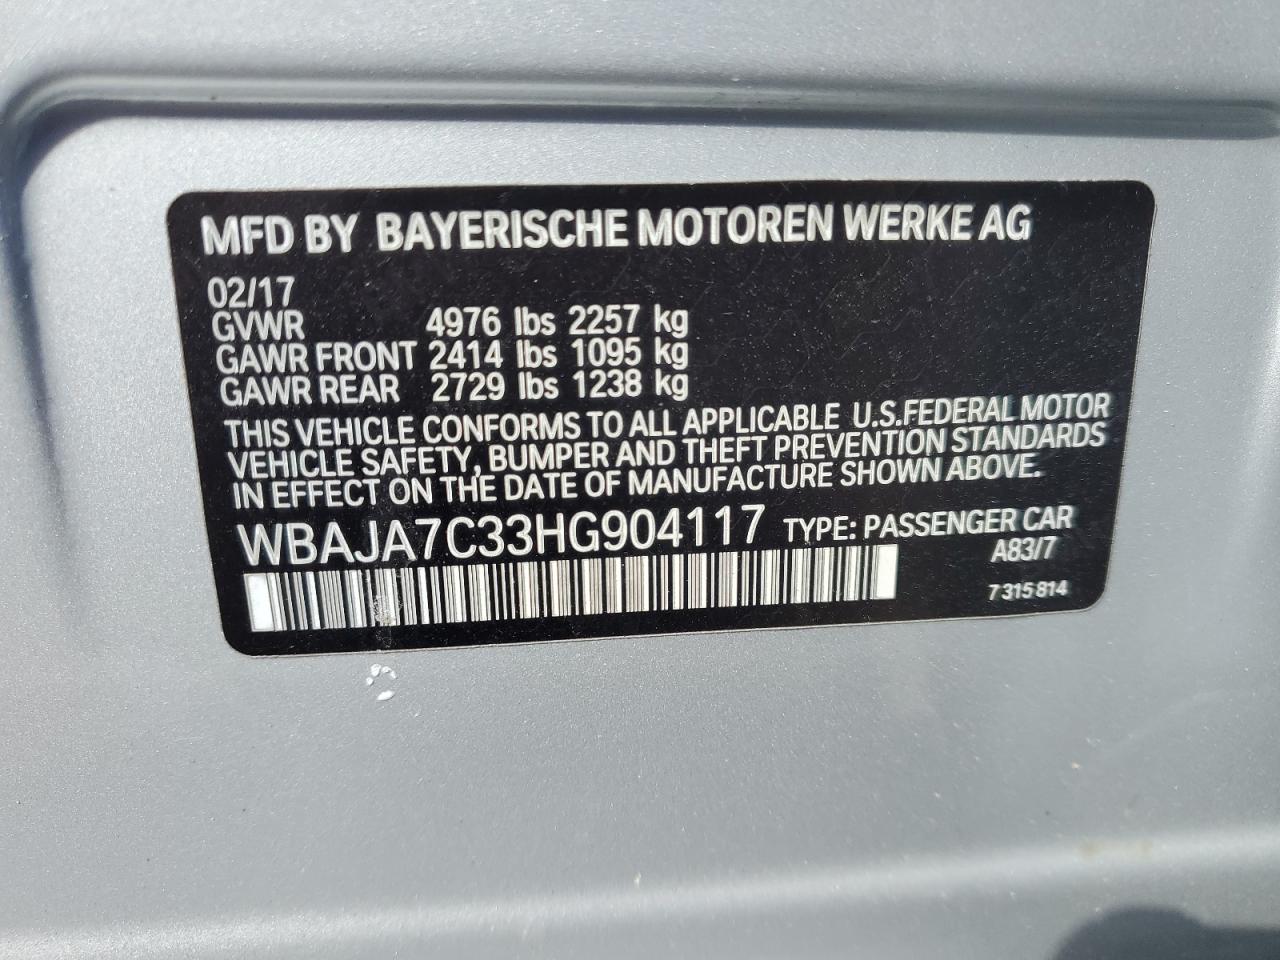 MFD BY BAYERISCHE MOTOREN WERKE AG
02/17
GVWR 4976 lbs 2257 kg
GAWR FRONT 2414 lbs 1095 kg
GAWR REAR 2729 lbs 1238 kg
THIS VEHICLE CONFORMS TO ALL APPLICABLE U.S.FEDERAL MOTOR
VEHICLE SAFETY, BUMPER AND THEFT PREVENTION STANDARDS
IN EFFECT ON THE DATE OF MANUFACTURE SHOWN ABOVE.
WBAJA7C33HG904117 TYPE: PASSENGER CAR
A83/7
7 315 814